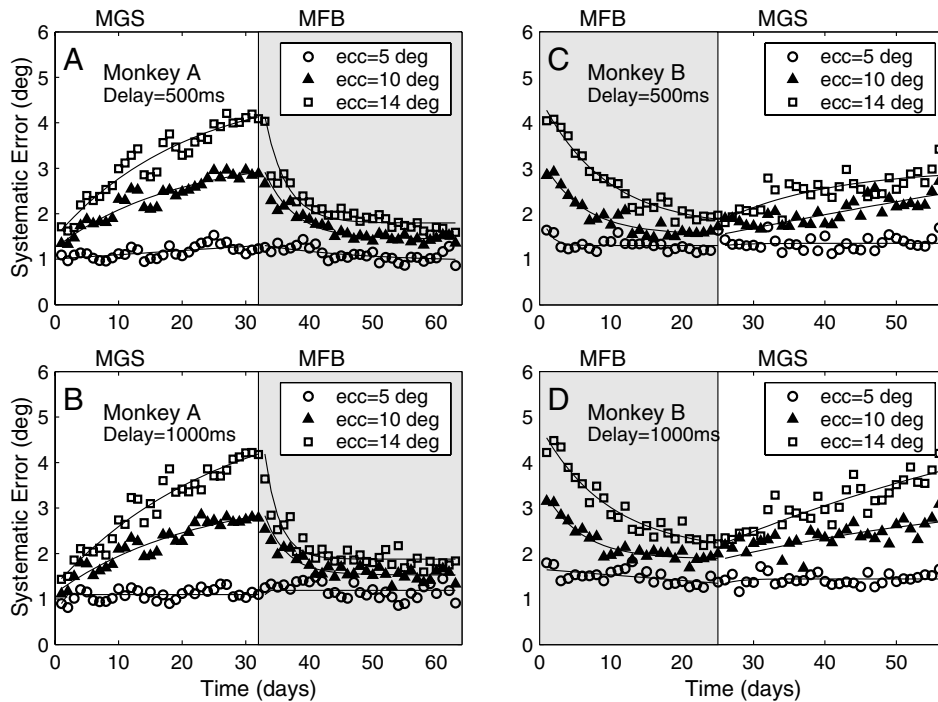 MGS MFB
A
Monkey A
Delay=500ms
ecc=5 deg
ecc=10 deg
ecc=14 deg
Systematic Error (deg)
6
5
4
3
2
1
0
0 10 20 30 40 50 60
MFB MGS
C
Monkey B
Delay=500ms
ecc=5 deg
ecc=10 deg
ecc=14 deg
6
5
4
3
2
1
0
0 10 20 30 40 50
MGS MFB
B
Monkey A
Delay=1000ms
ecc=5 deg
ecc=10 deg
ecc=14 deg
Systematic Error (deg)
6
5
4
3
2
1
0
0 10 20 30 40 50 60
Time (days)
MFB MGS
D
Monkey B
Delay=1000ms
ecc=5 deg
ecc=10 deg
ecc=14 deg
6
5
4
3
2
1
0
0 10 20 30 40 50
Time (days)